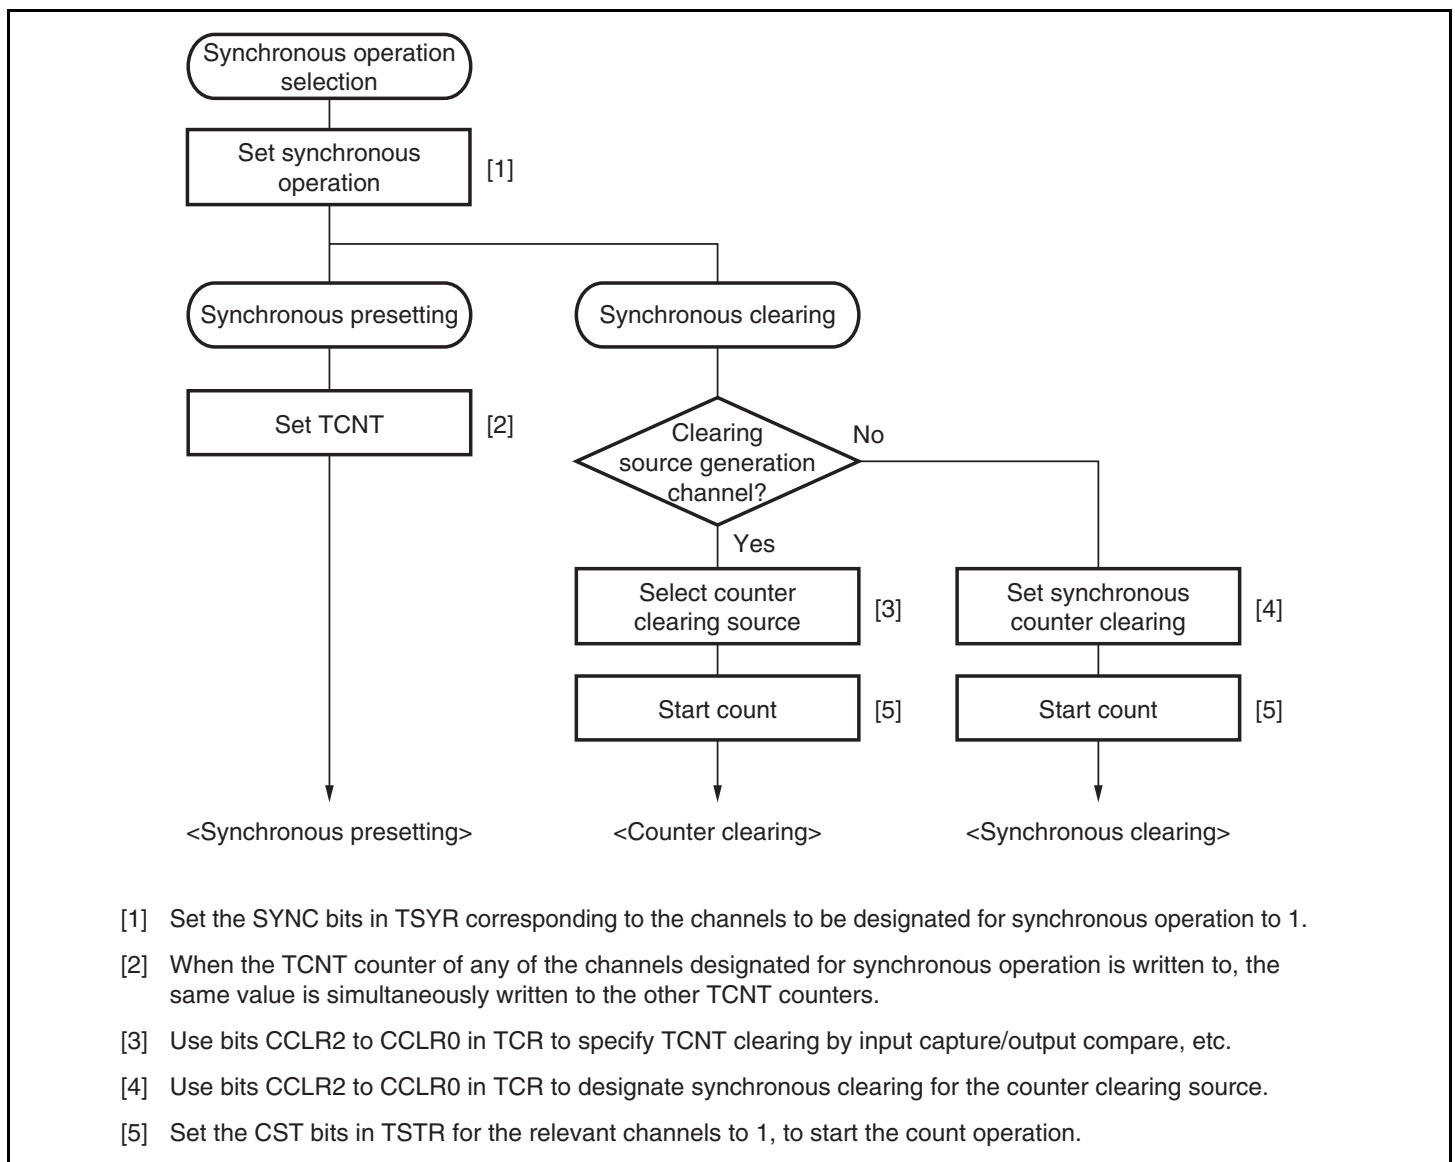 Synchronous operation
selection
Set synchronous
operation
[1]
Synchronous presetting
Synchronous clearing
Set TCNT
[2]
Clearing
source generation
channel?
No
Yes
Select counter
clearing source
[3]
Set synchronous
counter clearing
[4]
Start count
[5]
Start count
[5]
<Synchronous presetting>
<Counter clearing>
<Synchronous clearing>
[1] Set the SYNC bits in TSYR corresponding to the channels to be designated for synchronous operation to 1.
[2] When the TCNT counter of any of the channels designated for synchronous operation is written to, the
same value is simultaneously written to the other TCNT counters.
[3] Use bits CCLR2 to CCLR0 in TCR to specify TCNT clearing by input capture/output compare, etc.
[4] Use bits CCLR2 to CCLR0 in TCR to designate synchronous clearing for the counter clearing source.
[5] Set the CST bits in TSTR for the relevant channels to 1, to start the count operation.